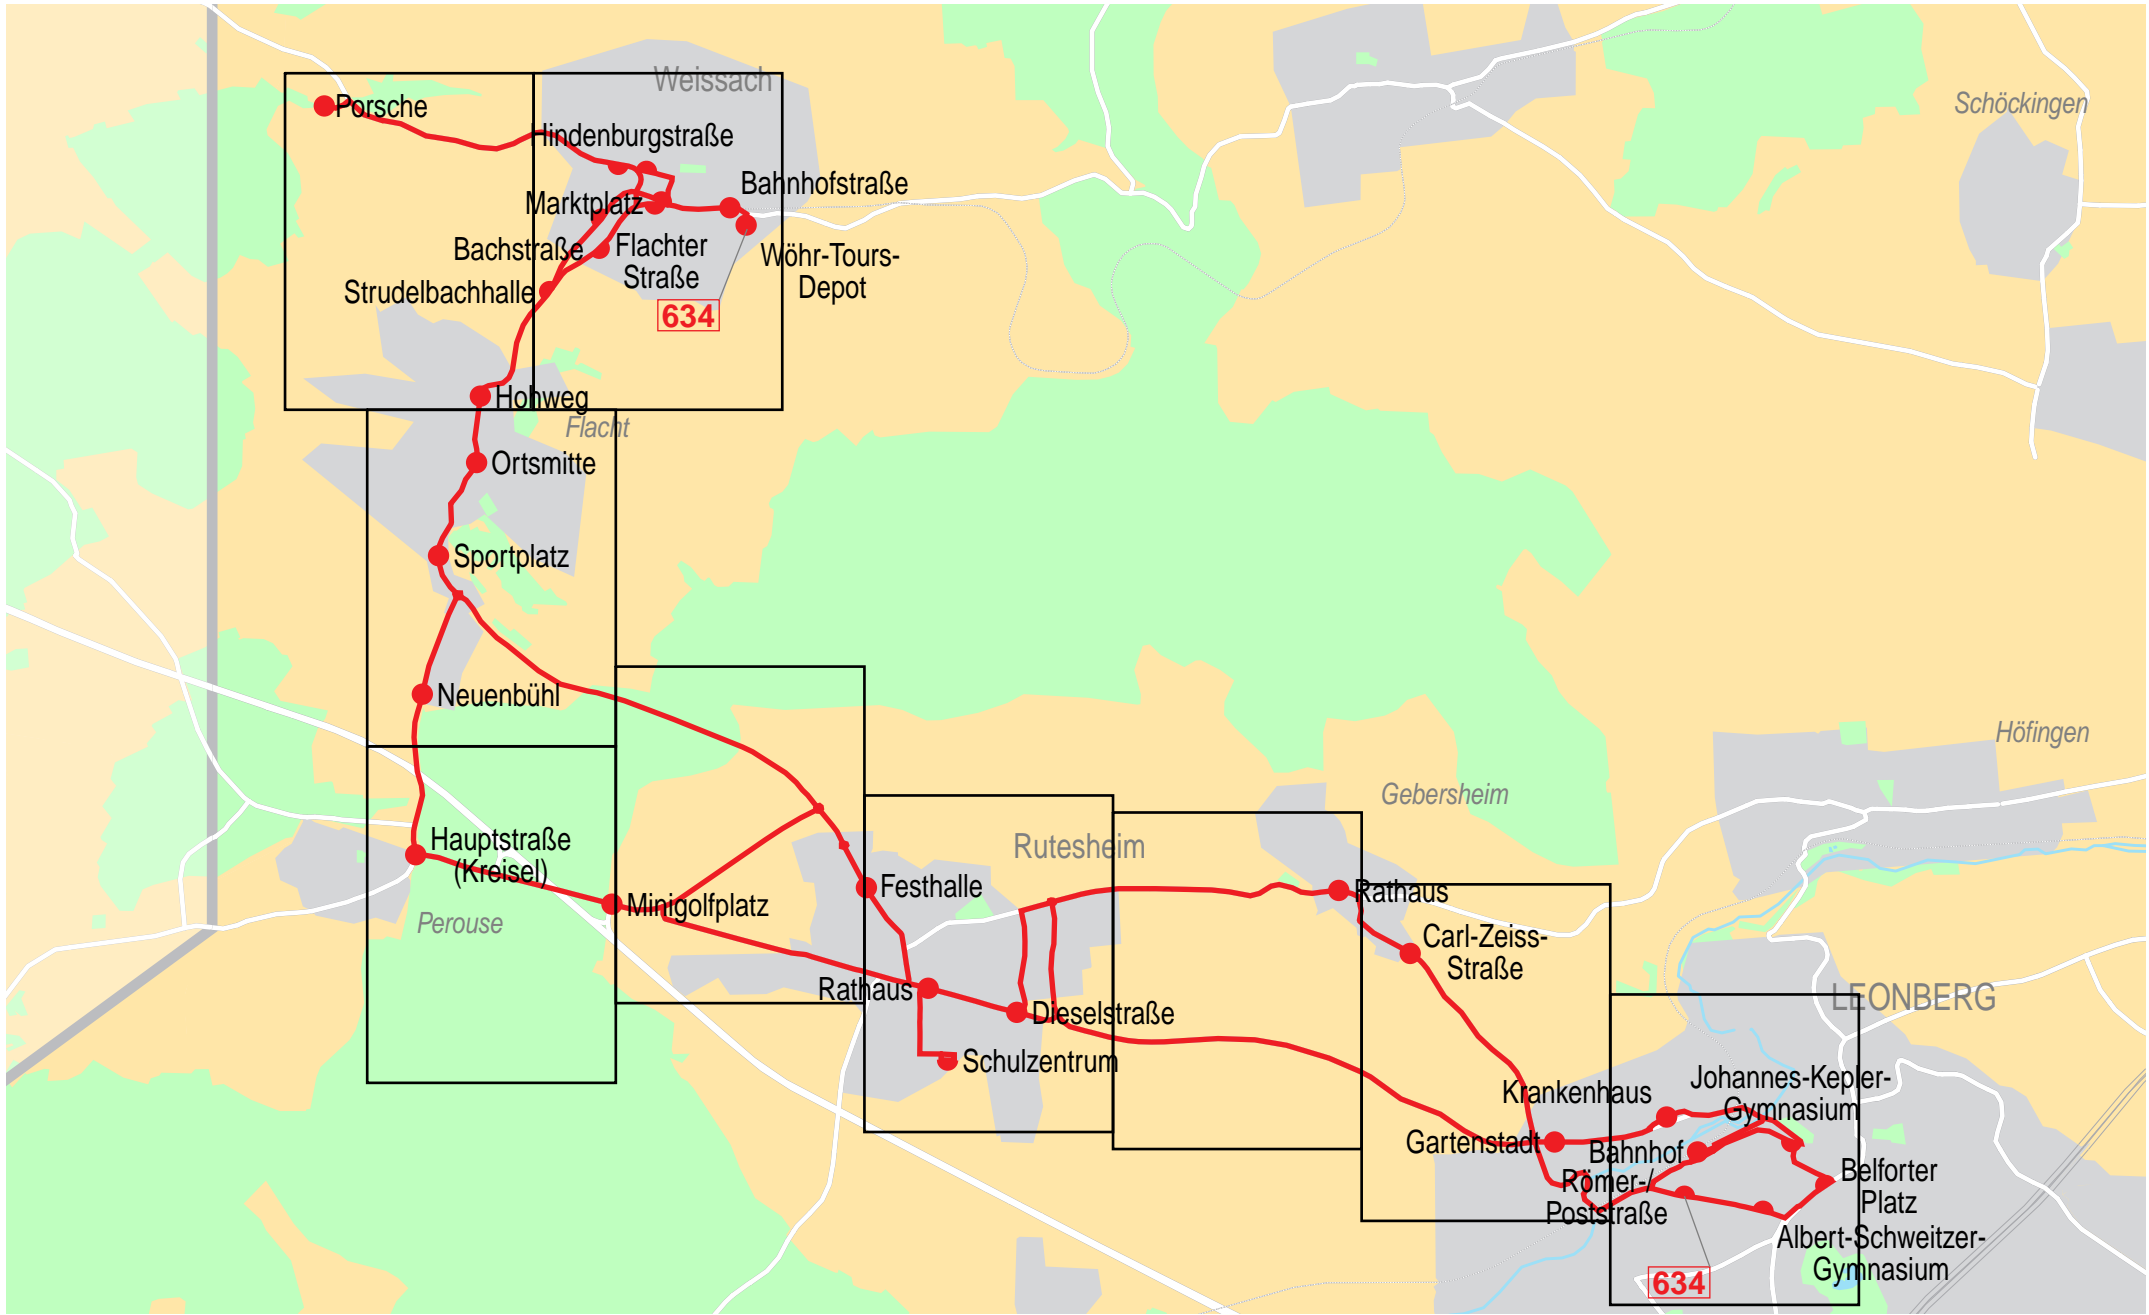 Weissach
Schöckingen
Porsche
Hindenburgstraße
Bahnhofstraße
Marktplatz
Bachstraße
Flachter
Straße
Wöhr-Tours-
Depot
Strudelbachhalle
634
Hohweg
Flacht
Ortsmitte
Sportplatz
Neuenbühl
Höfingen
Gebersheim
Hauptstraße
(Kreisel)
Rutesheim
Festhalle
Rathaus
Minigolfplatz
Perouse
Carl-Zeiss-
Straße
Rathaus
LEONBERG
Dieselstraße
Schulzentrum
Johannes-Kepler-
Gymnasium
Krankenhaus
Gartenstadt
Bahnhof
Römer-/
Poststraße
Belforter
Platz
Albert-Schweitzer-
Gymnasium
634